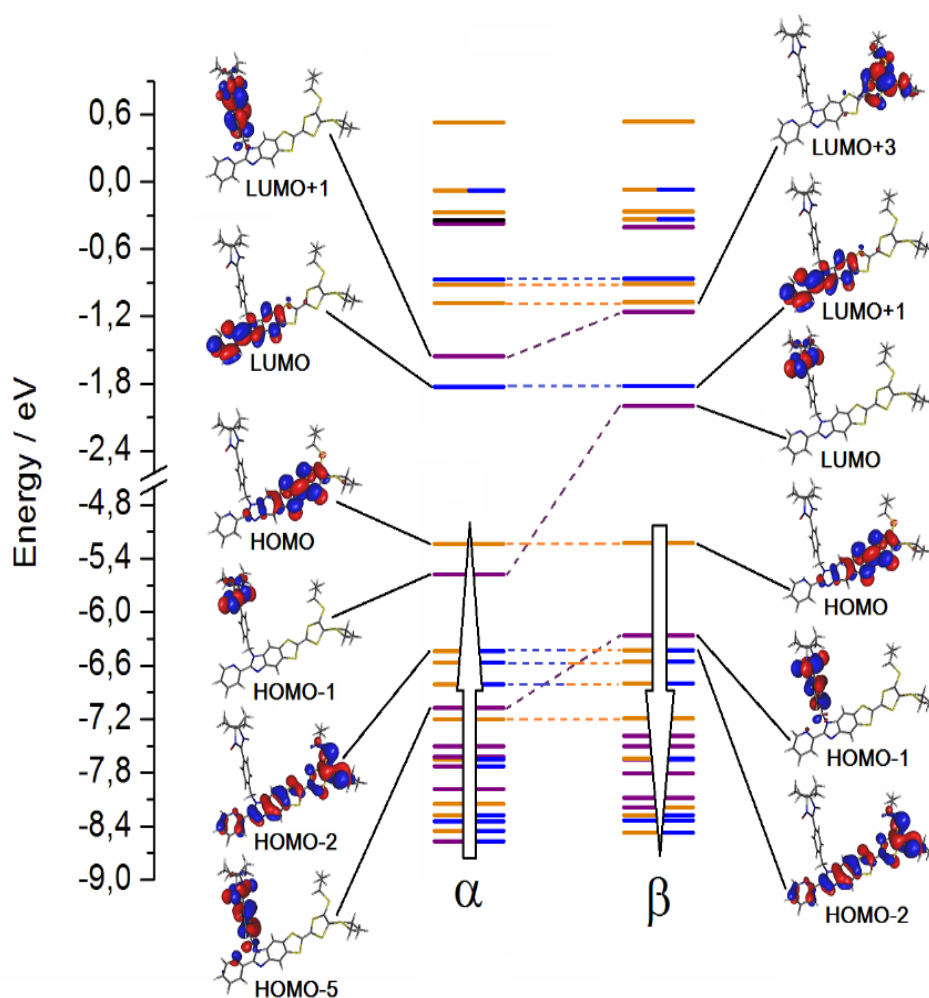 Energy / eV
0,6
0,0
-0,6
-1,2
-1,8
-2,4
-4,8
-5,4
-6,0
-6,6
-7,2
-7,8
-8,4
-9,0
LUMO+1
LUMO
HOMO
HOMO-1
HOMO-2
HOMO-5
α
β
LUMO+3
LUMO+1
LUMO
HOMO
HOMO-1
HOMO-2